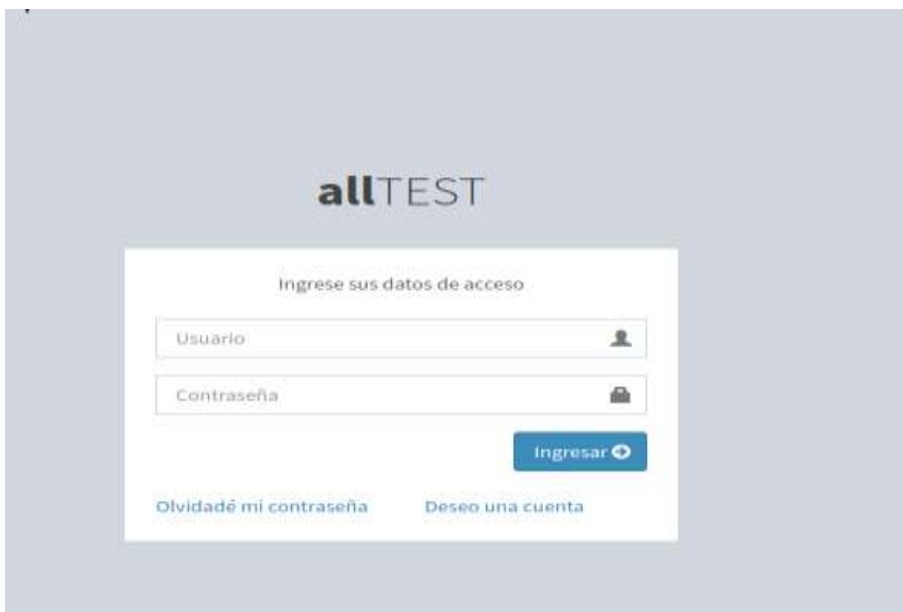 allTEST
Ingrese sus datos de acceso
Usuario
Contraseña
Ingresar
Olvidadé mi contraseña
Deseo una cuenta